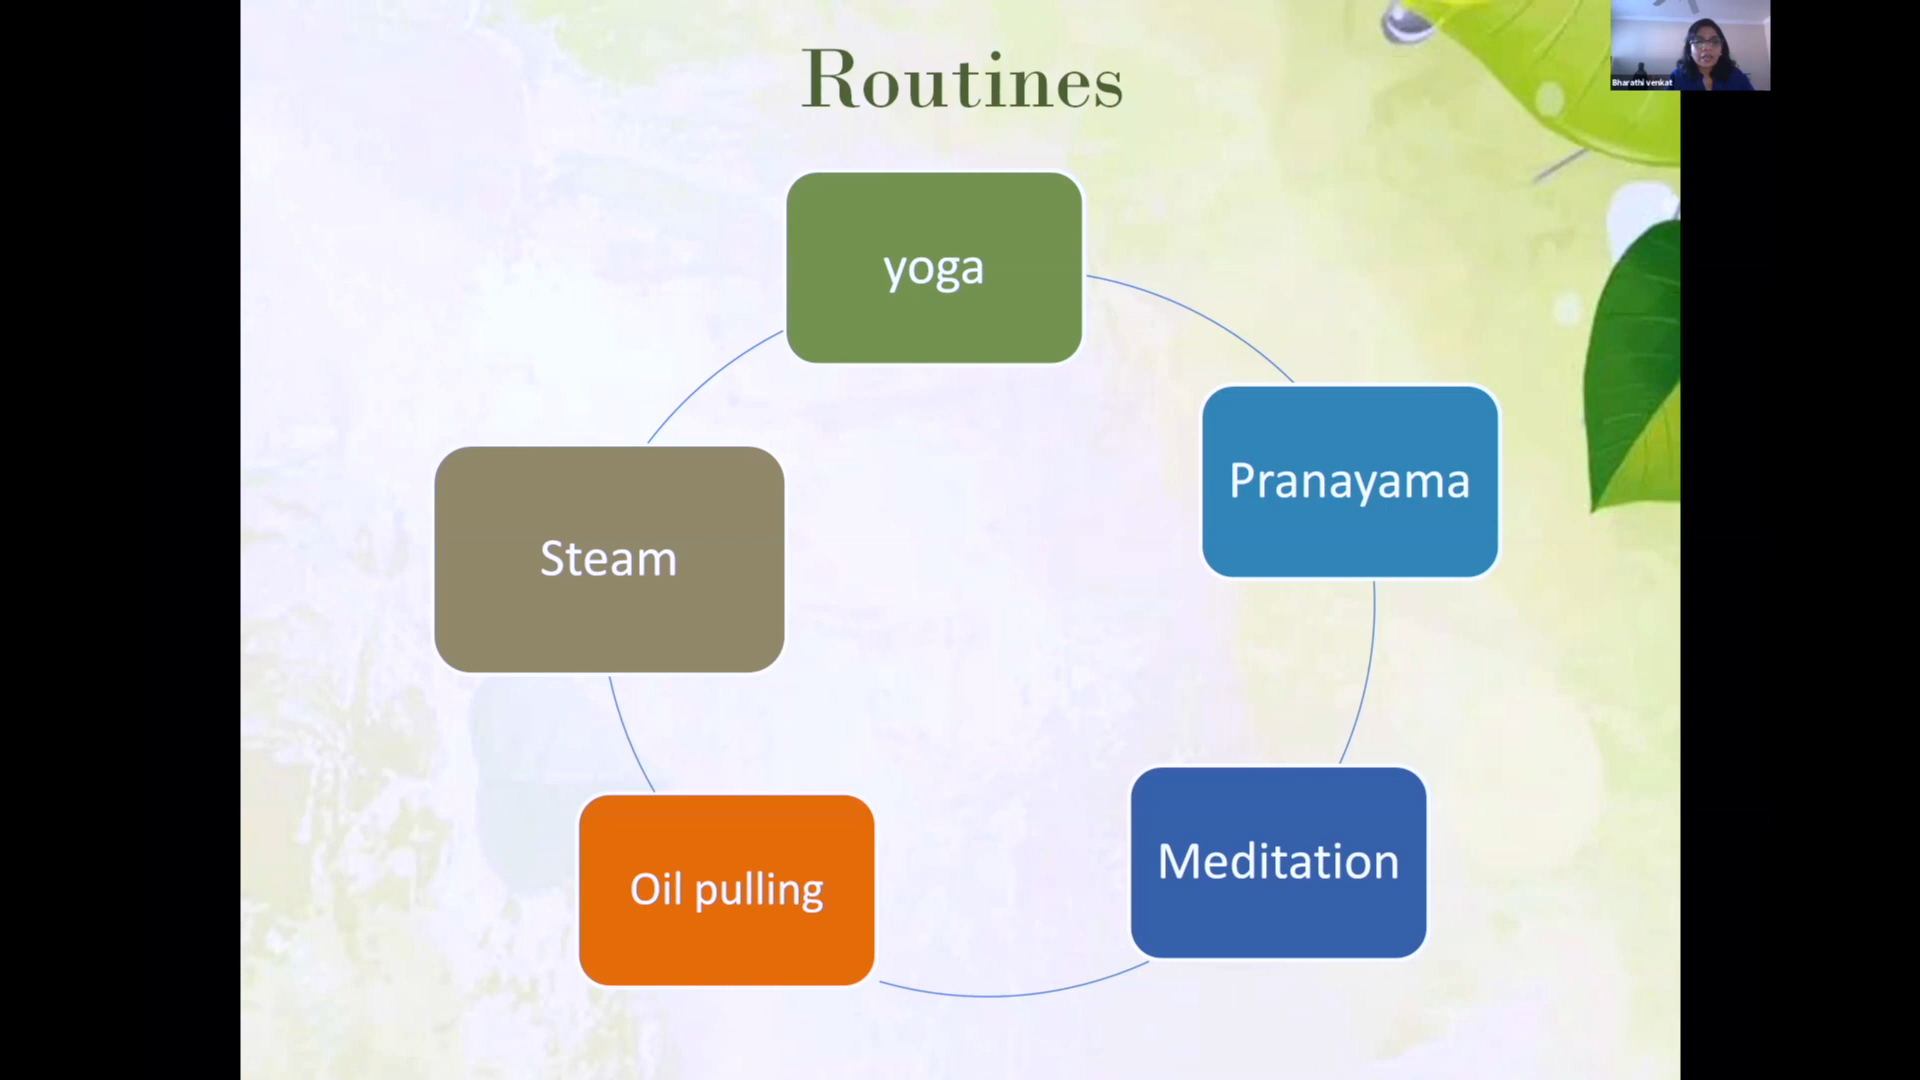 Routines
Bharathi venkat
yoga
Pranayama
Steam
Meditation
Oil pulling